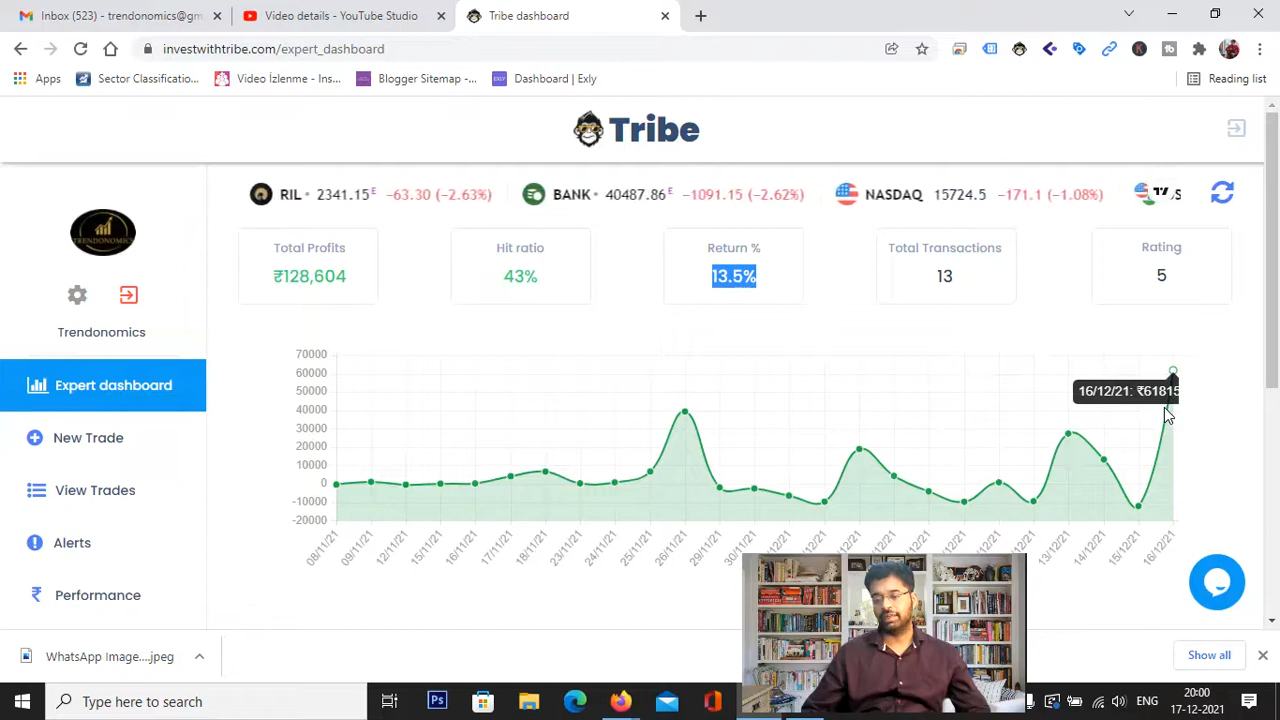 Inbox (523) - trendonomics@gm
Video details - YouTube Studio
Tribe dashboard
investwithtribe.com/expert_dashboard
Apps
Sector Classificatio...
Video İzlenme - Ins...
Blogger Sitemap -...
Dashboard | Exly
Reading list
Tribe
RIL • 2341.15 E -63.30 (-2.63%)
BANK • 40487.86 E -1091.15 (-2.62%)
NASDAQ 15724.5 -171.1 (-1.08%)
TRENDONOMICS
Trendonomics
Total Profits
₹128,604
Hit ratio
43%
Return %
13.5%
Total Transactions
13
Rating
5
Expert dashboard
New Trade
View Trades
Alerts
Performance
70000
60000
50000
40000
30000
20000
10000
0
-10000
-20000
16/12/21: ₹61815
08/11/21
09/11/21
12/11/21
15/11/21
16/11/21
17/11/21
18/11/21
23/11/21
24/11/21
25/11/21
26/11/21
29/11/21
30/11/21
13/12/21
14/12/21
15/12/21
16/12/21
WhatsApp Image....jpeg
Show all
Type here to search
Ps
ENG
20:00
17-12-2021